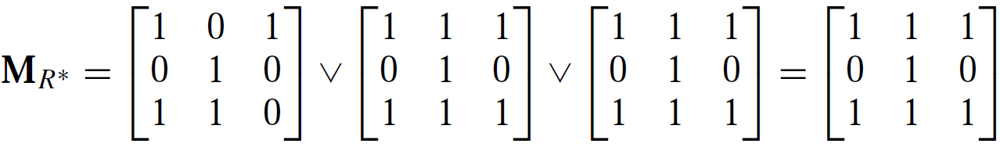 1 0 1 1 1 1 1 1 1 1 1 1
M_{R*} = 0 1 0 ∨ 0 1 0 ∨ 0 1 0 = 0 1 0
1 1 0 1 1 1 1 1 1 1 1 1